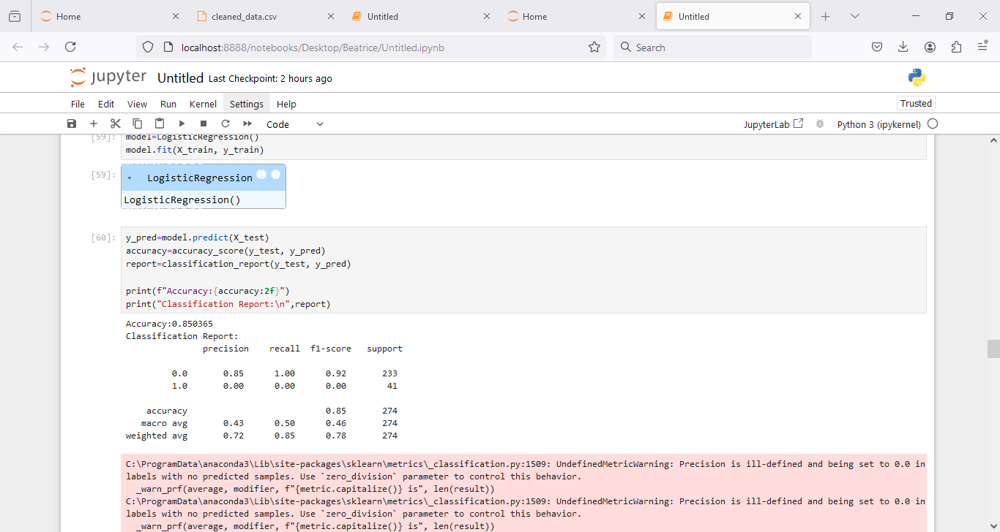 Home
cleaned_data.csv
Untitled
Home
Untitled
localhost:8888/notebooks/Desktop/Beatrice/Untitled.ipynb
Search
jupyter Untitled Last Checkpoint: 2 hours ago
File Edit View Run Kernel Settings Help
Trusted
Code
JupyterLab
Python 3 (ipykernel)
[59]: model=LogisticRegression()
model.fit(X_train, y_train)
[59]: LogisticRegression i ?
LogisticRegression()
[60]: y_pred=model.predict(X_test)
accuracy=accuracy_score(y_test, y_pred)
report=classification_report(y_test, y_pred)
print(f"Accuracy:{accuracy:2f}")
print("Classification Report:\n",report)
Accuracy:0.850365
Classification Report:
precision recall f1-score support
0.0 0.85 1.00 0.92 233
1.0 0.00 0.00 0.00 41
accuracy 0.85 274
macro avg 0.43 0.50 0.46 274
weighted avg 0.72 0.85 0.78 274
C:\ProgramData\anaconda3\Lib\site-packages\sklearn\metrics\_classification.py:1509: UndefinedMetricWarning: Precision is ill-defined and being set to 0.0 in
labels with no predicted samples. Use `zero_division` parameter to control this behavior.
_warn_prf(average, modifier, f"{metric.capitalize()} is", len(result))
C:\ProgramData\anaconda3\Lib\site-packages\sklearn\metrics\_classification.py:1509: UndefinedMetricWarning: Precision is ill-defined and being set to 0.0 in
labels with no predicted samples. Use `zero_division` parameter to control this behavior.
_warn_prf(average, modifier, f"{metric.capitalize()} is", len(result))